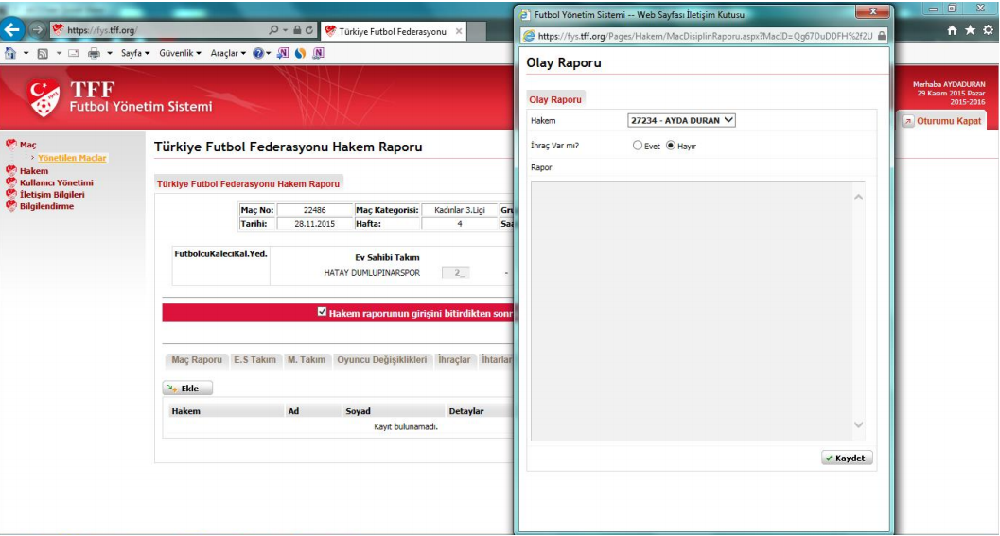 https://fys.tff.org/
Türkiye Futbol Federasyonu
Sayfa Güvenlik Araçlar
TFF
Futbol Yönetim Sistemi
Merhaba AYDADURAN
29 Kasım 2015 Pazar
2015-2016
Oturumu Kapat
Maç
Yönetilen Maçlar
Hakem
Kullanıcı Yönetimi
İletişim Bilgileri
Bilgilendirme
Türkiye Futbol Federasyonu Hakem Raporu
Türkiye Futbol Federasyonu Hakem Raporu
Maç No: 22486 Maç Kategorisi: Kadınlar 3.Ligi Gru
Tarihi: 28.11.2015 Hafta: 4 Saa
FutbolcuKaleciKal.Yed. Ev Sahibi Takım
HATAY DUMLUPINARSPOR 2_ -
Hakem raporunun girişini bitirdikten sonr
Maç Raporu E.S Takım M. Takım Oyuncu Değişiklikleri İhraçlar İhtarlar
Ekle
Hakem Ad Soyad Detaylar
Kayıt bulunamadı.
Futbol Yönetim Sistemi -- Web Sayfası İletişim Kutusu
https://fys.tff.org/Pages/Hakem/MacDisiplinRaporu.aspx?MacID=Qg67DuDDFH%2f2U
Olay Raporu
Olay Raporu
Hakem 27234 - AYDA DURAN
İhraç Var mı? Evet Hayır
Rapor
Kaydet